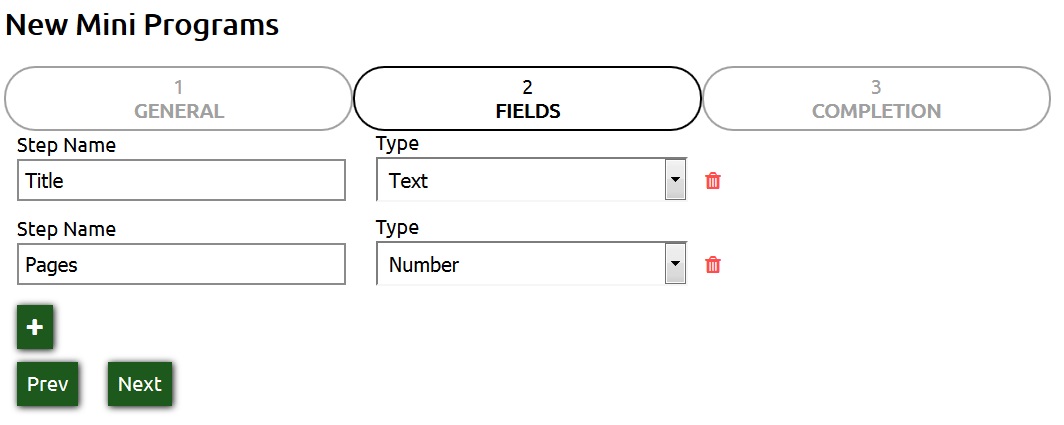 New Mini Programs
1
GENERAL
2
FIELDS
3
COMPLETION
Step Name
Type
Title
Text
Step Name
Type
Pages
Number
+
Prev
Next